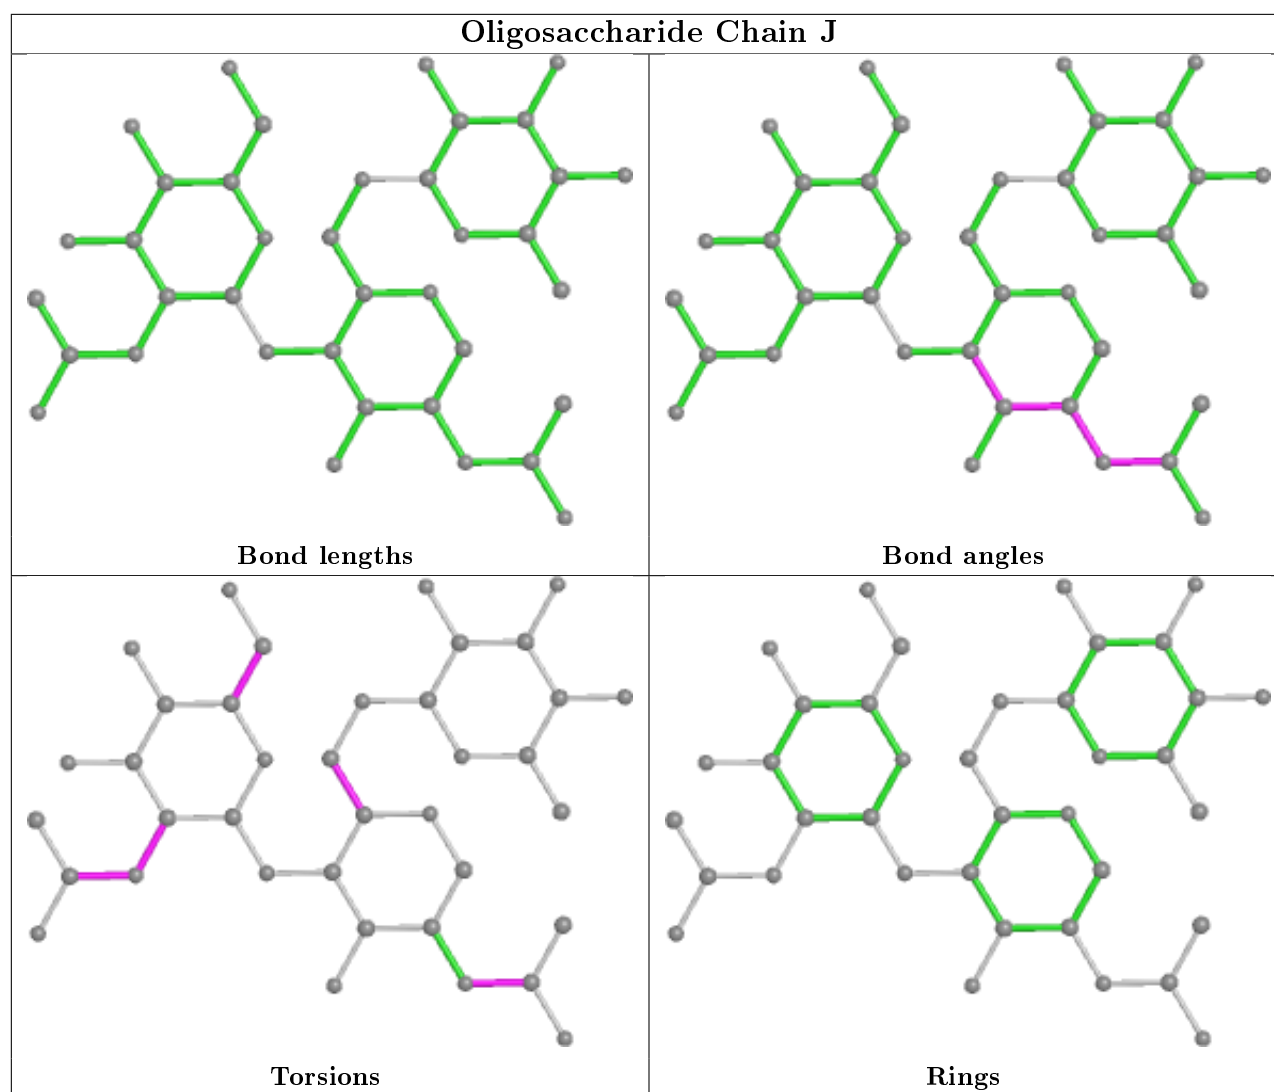 Oligosaccharide Chain J
Bond lengths
Bond angles
Torsions
Rings